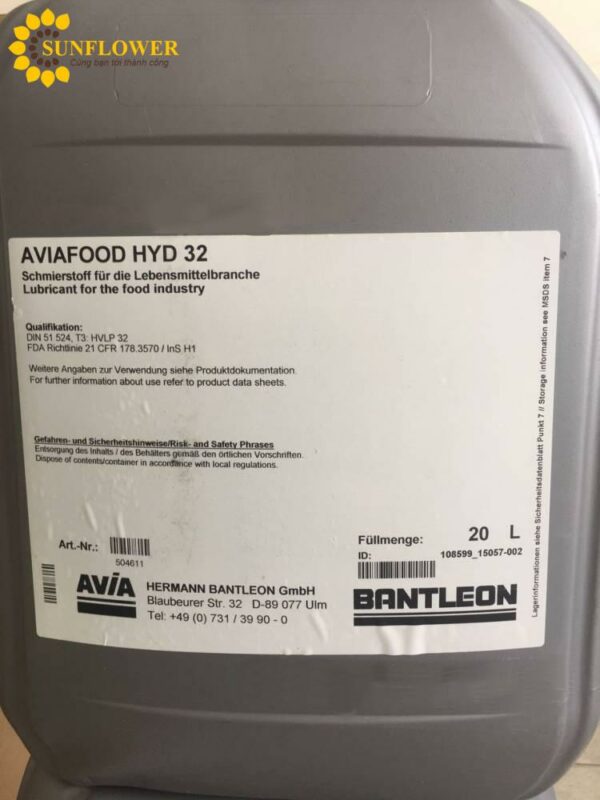 SUNFLOWER
Cùng bạn tới thành công
AVIAFOOD HYD 32
Schmierstoff für die Lebensmittelbranche
Lubricant for the food industry
Qualifikation:
DIN 51 524, T3: HVLP 32
FDA Richtlinie 21 CFR 178.3570 / InS H1
Weitere Angaben zur Verwendung siehe Produktdokumentation.
For further information about use refer to product data sheets.
Gefahren- und Sicherheitshinweise/Risk- and Safety Phrases
Entsorgung des Inhalts / des Behälters gemäß den örtlichen Vorschriften.
Dispose of contents/container in accordance with local regulations.
Art.-Nr.:
504611
Füllmenge: 20 L
ID: 108599_15057-002
AVIA
HERMANN BANTLEON GmbH
Blaubeurer Str. 32 D-89 077 Ulm
Tel: +49 (0) 731 / 39 90 - 0
BANTLEON
Lagerinformationen siehe Sicherheitsdatenblatt Punkt 7 // Storage information see MSDS item 7